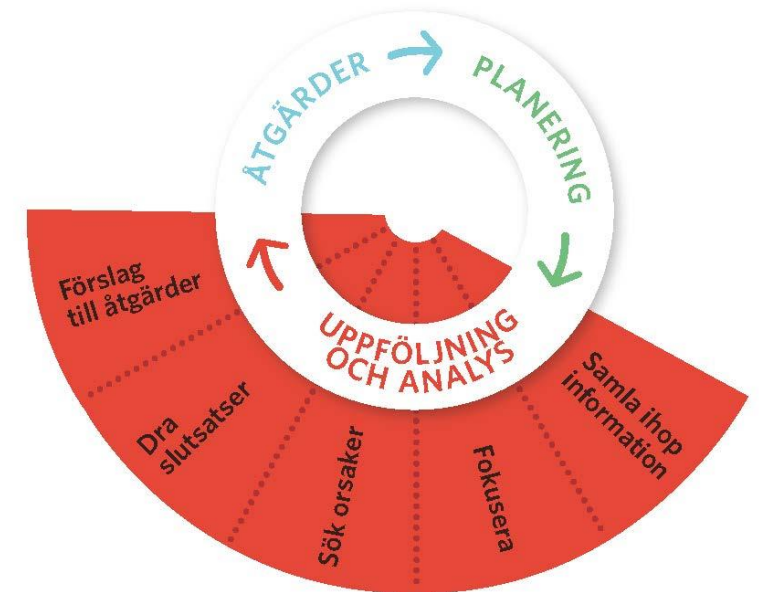 ÅTGÄRDER
PLANERING
UPPFÖLJNING
OCH ANALYS
Samla ihop
information
Fokusera
Sök orsaker
Dra
slutsatser
Förslag
till åtgärder